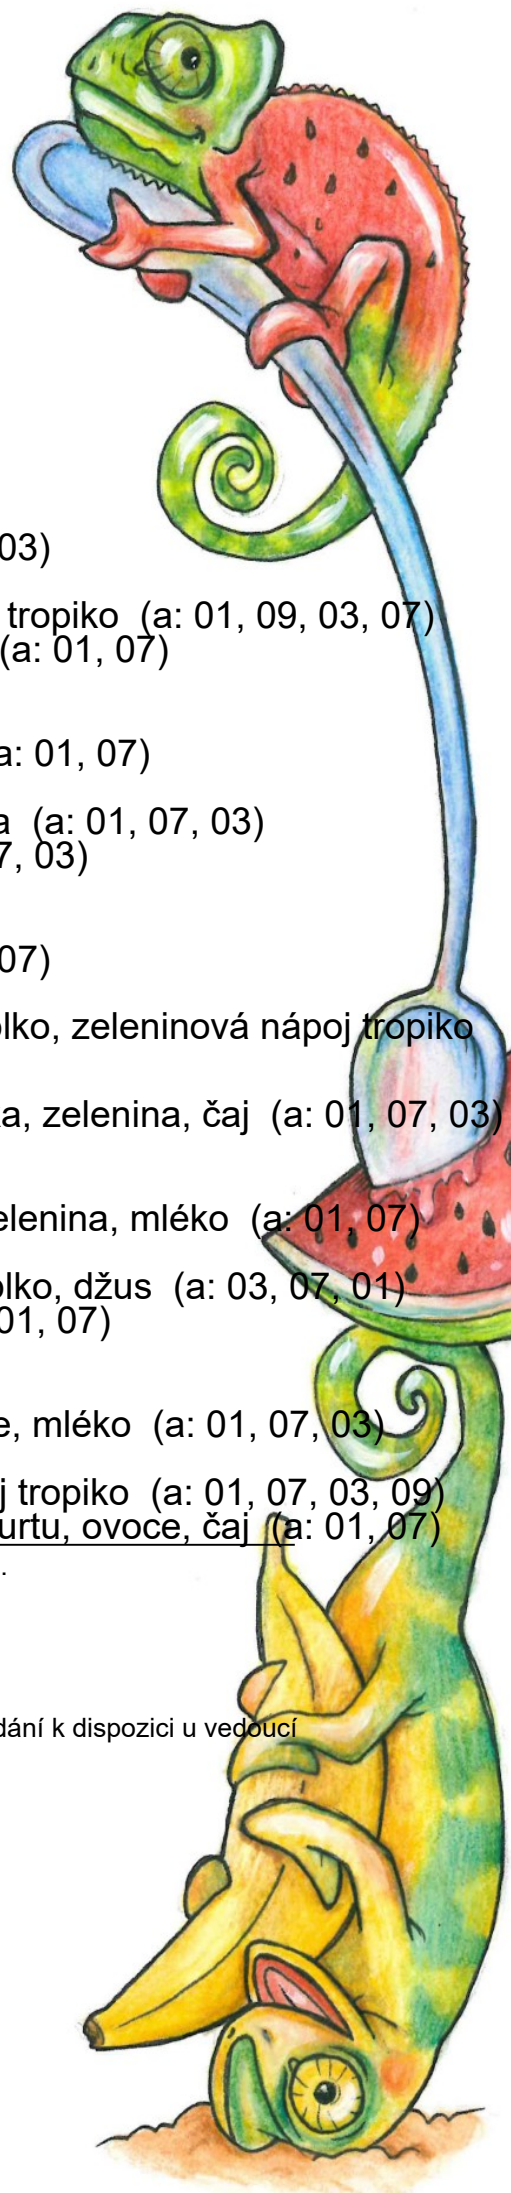 03)
tropiko (a: 01, 09, 03, 07)
(a: 01, 07)
a: 01, 07)
a (a: 01, 07, 03)
7, 03)
07)
lko, zeleninová nápoj tropiko
a, zelenina, čaj (a: 01, 07, 03)
elenina, mléko (a: 01, 07)
lko, džus (a: 03, 07, 01)
01, 07)
e, mléko (a: 01, 07, 03)
j tropiko (a: 01, 07, 03, 09)
urtu, ovoce, čaj (a: 01, 07)
.
dání k dispozici u vedoucí